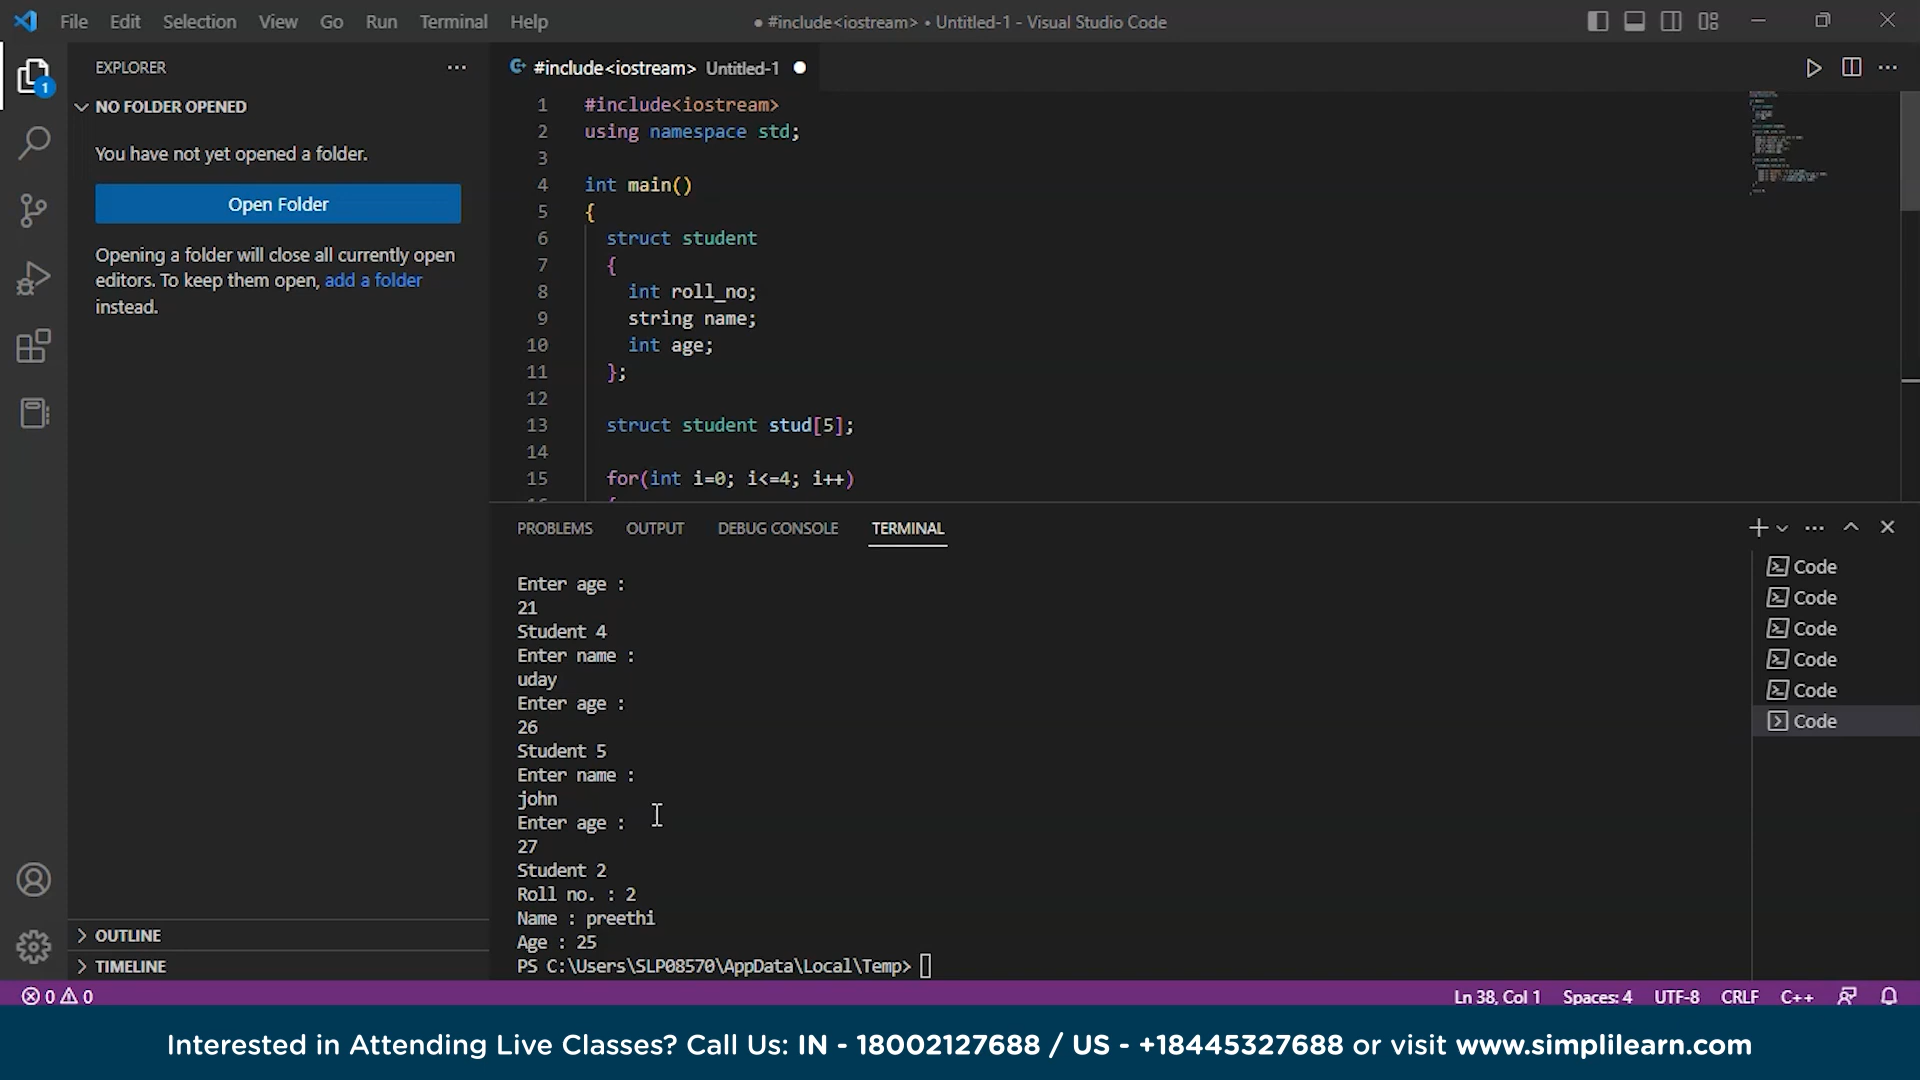 File Edit Selection View Go Run Terminal Help
● #include<iostream> • Untitled-1 - Visual Studio Code
EXPLORER
1
NO FOLDER OPENED
You have not yet opened a folder.
Open Folder
Opening a folder will close all currently open
editors. To keep them open, add a folder
instead.
OUTLINE
TIMELINE
#include<iostream> Untitled-1 ●
1 #include<iostream>
2 using namespace std;
3
4 int main()
5 {
6 struct student
7 {
8 int roll_no;
9 string name;
10 int age;
11 };
12
13 struct student stud[5];
14
15 for(int i=0; i<=4; i++)
PROBLEMS OUTPUT DEBUG CONSOLE TERMINAL
Enter age :
21
Student 4
Enter name :
uday
Enter age :
26
Student 5
Enter name :
john
Enter age :
27
Student 2
Roll no. : 2
Name : preethi
Age : 25
PS C:\Users\SLP08570\AppData\Local\Temp>
Code
Code
Code
Code
Code
Code
0 0
Ln 38, Col 1 Spaces: 4 UTF-8 CRLF C++
Interested in Attending Live Classes? Call Us: IN - 18002127688 / US - +18445327688 or visit www.simplilearn.com